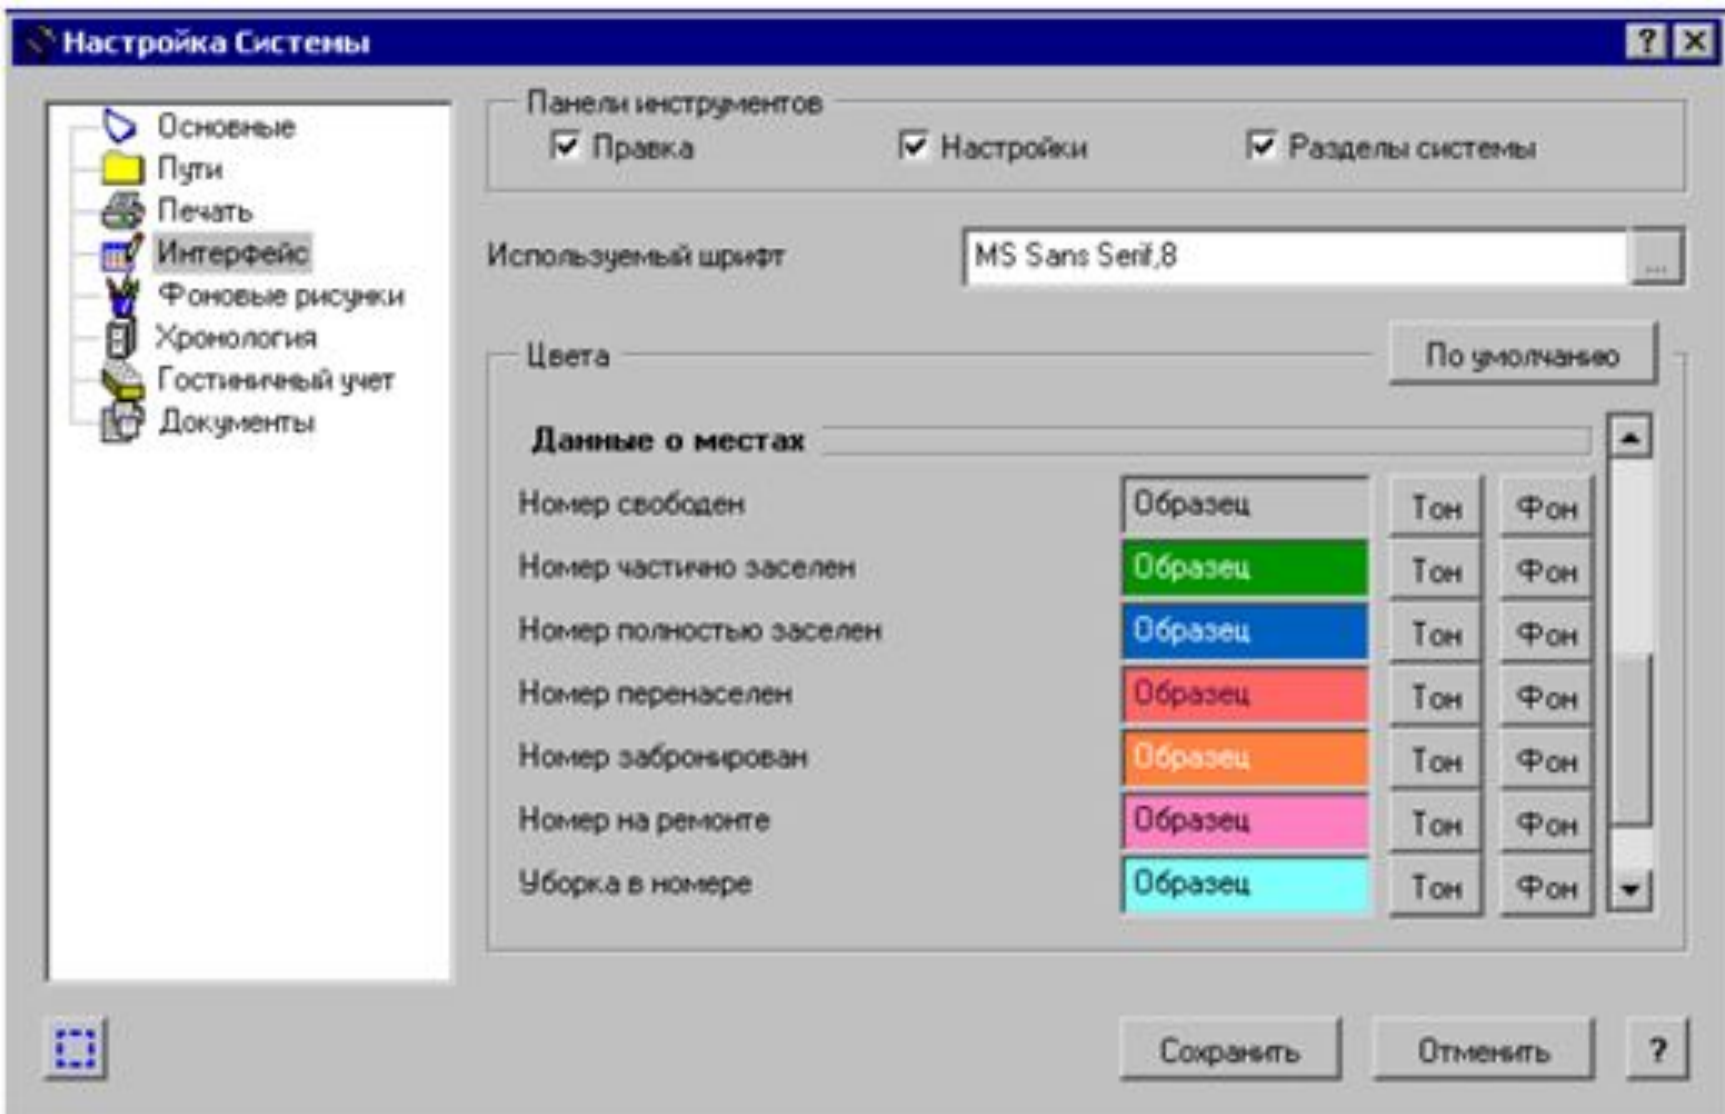 Настройка Системы
Основные
Пути
Печать
Интерфейс
Фоновые рисунки
Хронология
Гостиничный учет
Документы
Панели инструментов
Правка Настройки Разделы системы
Используемый шрифт MS Sans Serif,8 ...
Цвета По умолчанию
Данные о местах
Номер свободен Образец Тон Фон
Номер частично заселен Образец Тон Фон
Номер полностью заселен Образец Тон Фон
Номер перенаселен Образец Тон Фон
Номер забронирован Образец Тон Фон
Номер на ремонте Образец Тон Фон
Уборка в номере Образец Тон Фон
Сохранить Отменить ?